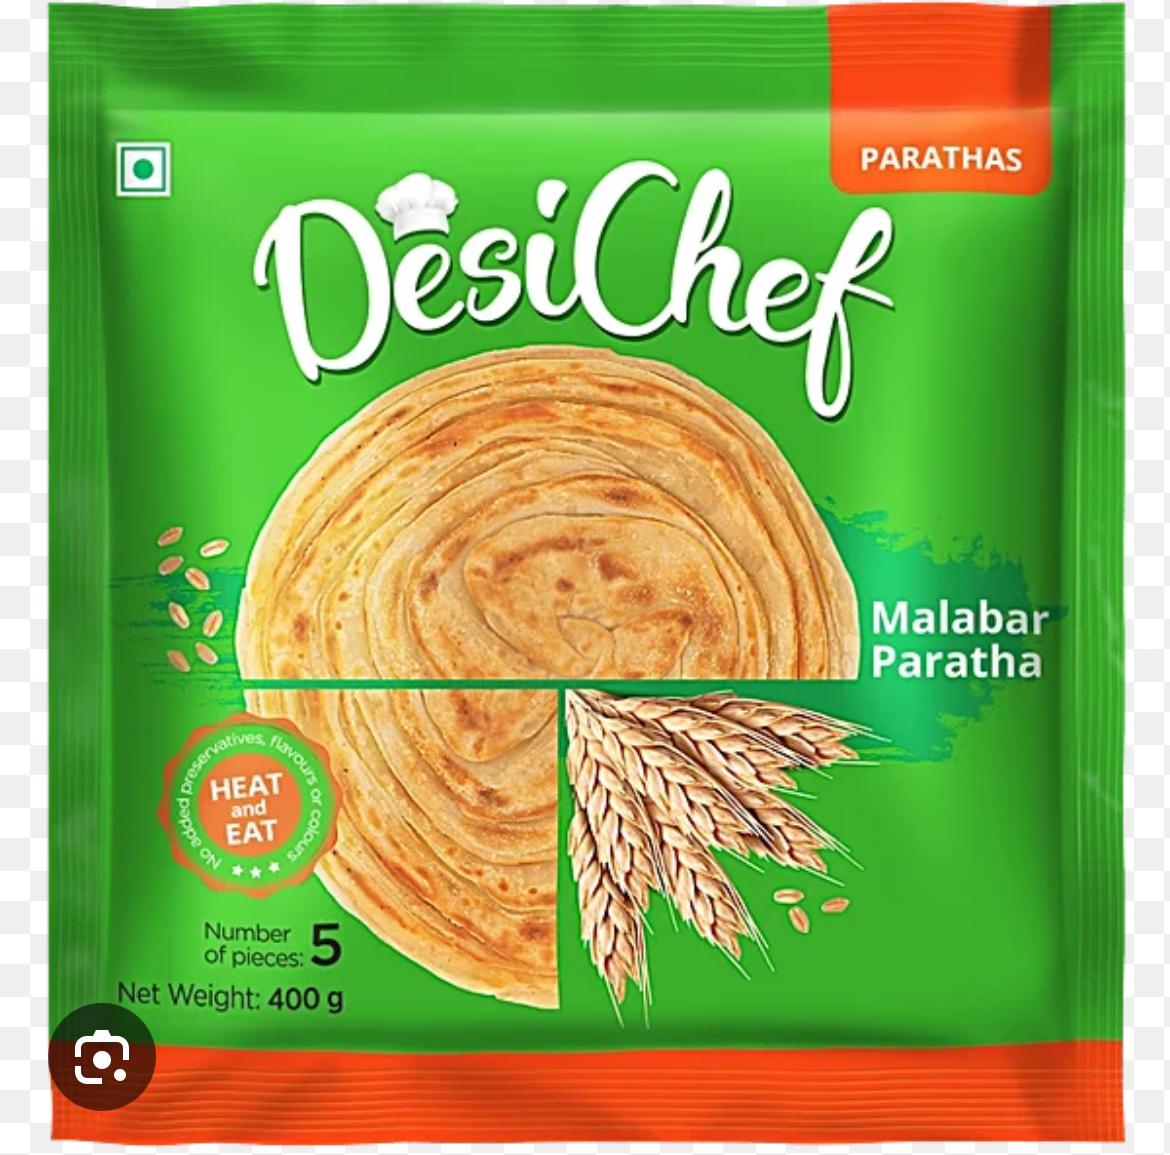 PARATHAS
DesiChef
Malabar
Paratha
No added preservatives, flavours or colours
HEAT
and
EAT
Number
of pieces: 5
Net Weight: 400 g